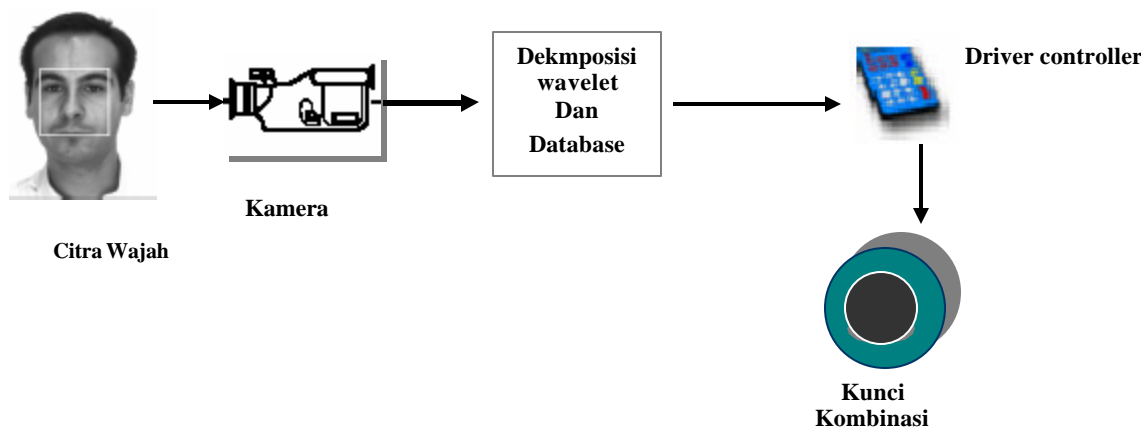 Citra Wajah
Kamera
Dekmposisi
wavelet
Dan
Database
Driver controller
Kunci
Kombinasi